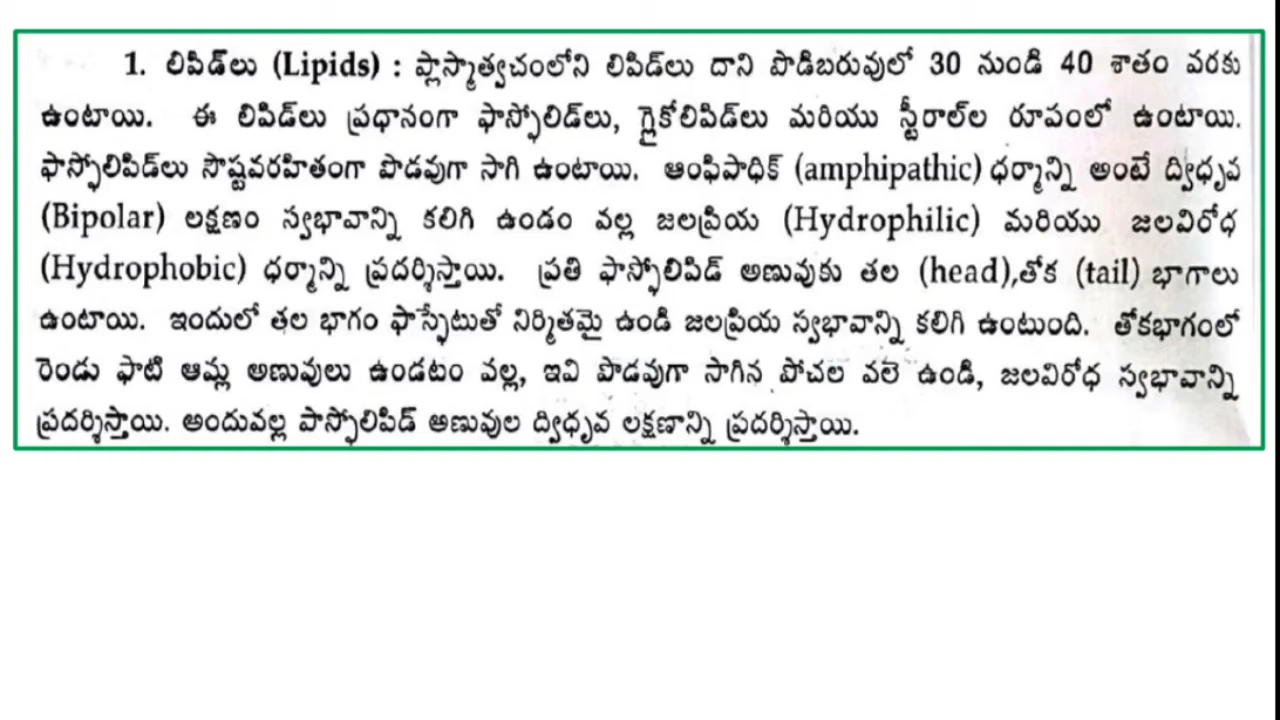 1. లిపిడ్‌లు (Lipids) : ప్లాస్మాత్వచంలోని లిపిడ్‌లు దాని పొడిబరువులో 30 నుండి 40 శాతం వరకు
ఉంటాయి. ఈ లిపిడ్‌లు ప్రధానంగా ఫాస్ఫోలిడ్‌లు, గ్లైకోలిపిడ్‌లు మరియు స్టీరాల్‌ల రూపంలో ఉంటాయి.
ఫాస్ఫోలిపిడ్‌లు సౌష్టవరహితంగా పొడవుగా సాగి ఉంటాయి. ఆంఫిపాధిక్ (amphipathic) ధర్మాన్ని అంటే ద్విధృవ
(Bipolar) లక్షణం స్వభావాన్ని కలిగి ఉండం వల్ల జలప్రియ (Hydrophilic) మరియు జలవిరోధ
(Hydrophobic) ధర్మాన్ని ప్రదర్శిస్తాయి. ప్రతి ఫాస్ఫోలిపిడ్ అణువుకు తల (head),తోక (tail) భాగాలు
ఉంటాయి. ఇందులో తల భాగం ఫాస్ఫేటుతో నిర్మితమై ఉండి జలప్రియ స్వభావాన్ని కలిగి ఉంటుంది. తోకభాగంలో
రెండు ఫాటి ఆమ్ల అణువులు ఉండటం వల్ల, ఇవి పొడవుగా సాగిన పోచల వలె ఉండి, జలవిరోధ స్వభావాన్ని
ప్రదర్శిస్తాయి. అందువల్ల పాస్ఫోలిపిడ్ అణువుల ద్విధృవ లక్షణాన్ని ప్రదర్శిస్తాయి.